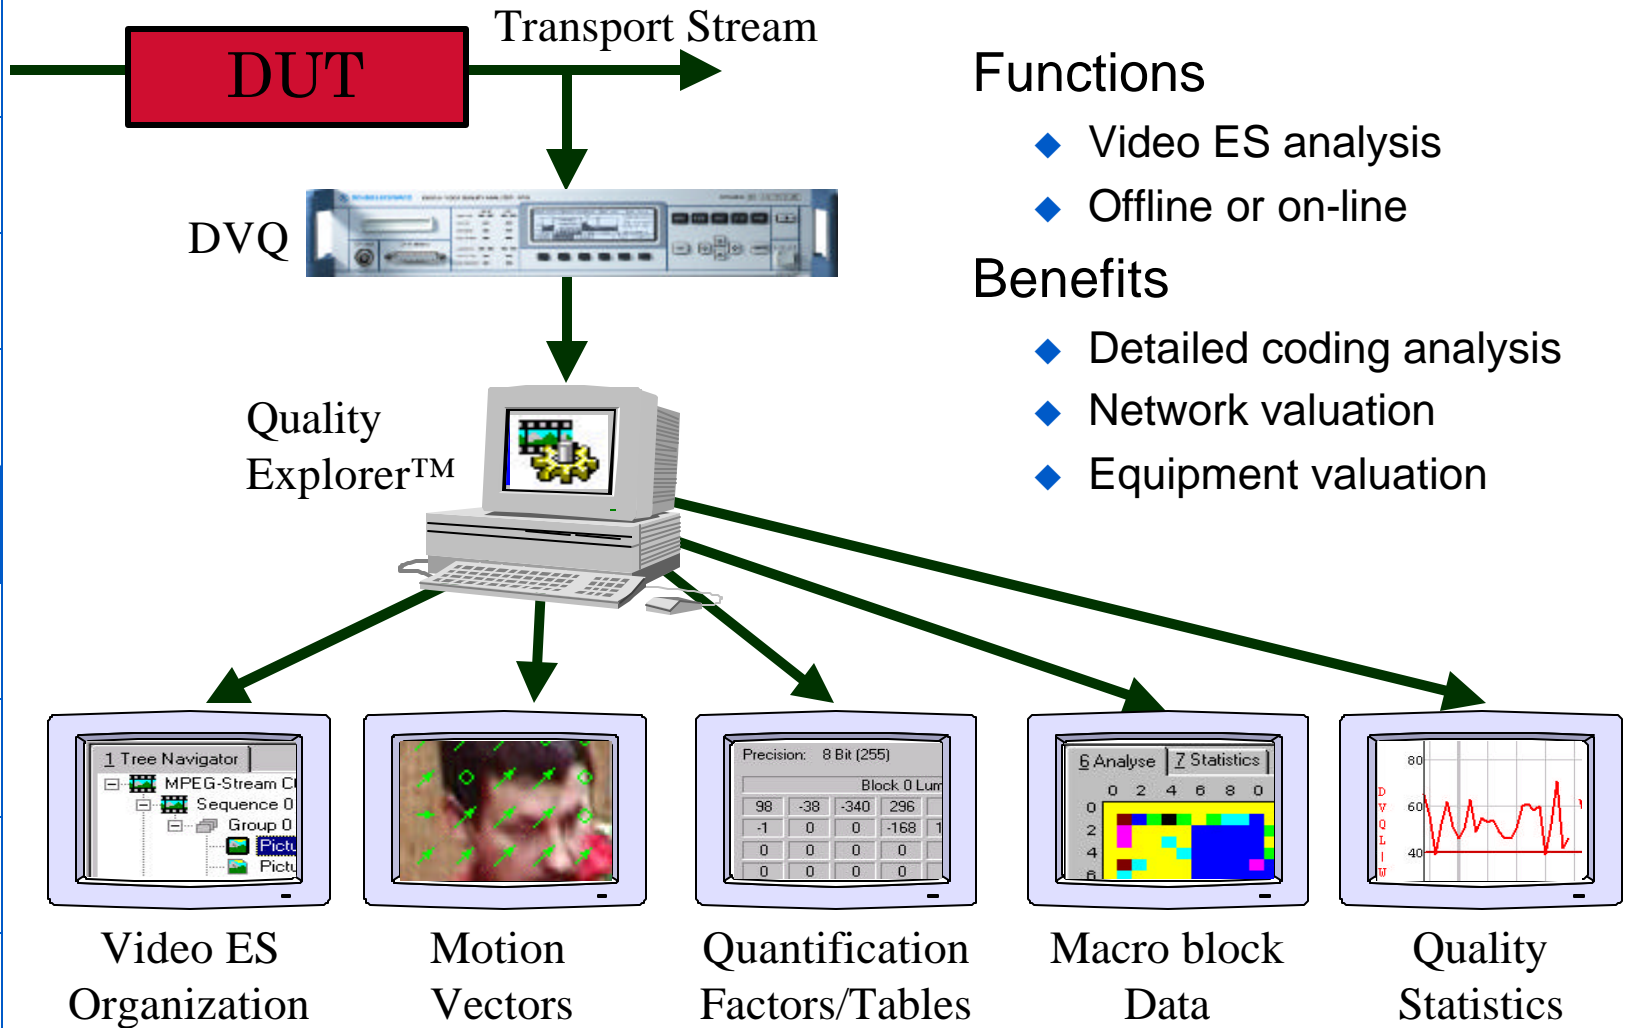 Transport Stream
DUT
DVQ
Quality
Explorer™
Functions
Video ES analysis
Offline or on-line
Benefits
Detailed coding analysis
Network valuation
Equipment valuation
1 Tree Navigator
MPEG-Stream
Sequence 0
Group 0
Pictu
Pictu
Precision: 8 Bit (255)
Block 0 Lum
98 -38 -340 296
-1 0 0 -168 1
0 0 0 0
0 0 0 0
6 Analyse 7 Statistics
0 2 4 6 8 0
0
2
4
6
80
60
40
D
V
Q
L
I
W
Video ES
Organization
Motion
Vectors
Quantification
Factors/Tables
Macro block
Data
Quality
Statistics